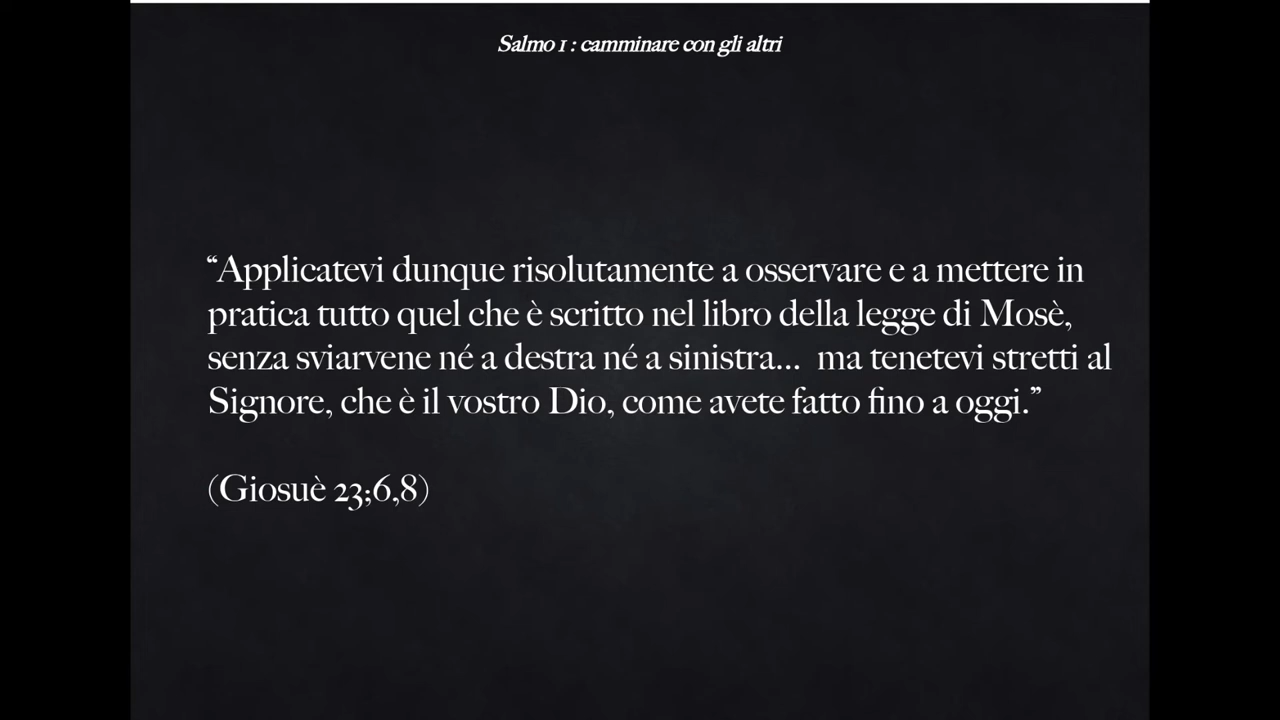 Salmo 1 : camminare con gli altri
“Applicatevi dunque risolutamente a osservare e a mettere in
pratica tutto quel che è scritto nel libro della legge di Mosè,
senza sviarvene né a destra né a sinistra... ma tenetevi stretti al
Signore, che è il vostro Dio, come avete fatto fino a oggi.”
(Giosuè 23;6,8)